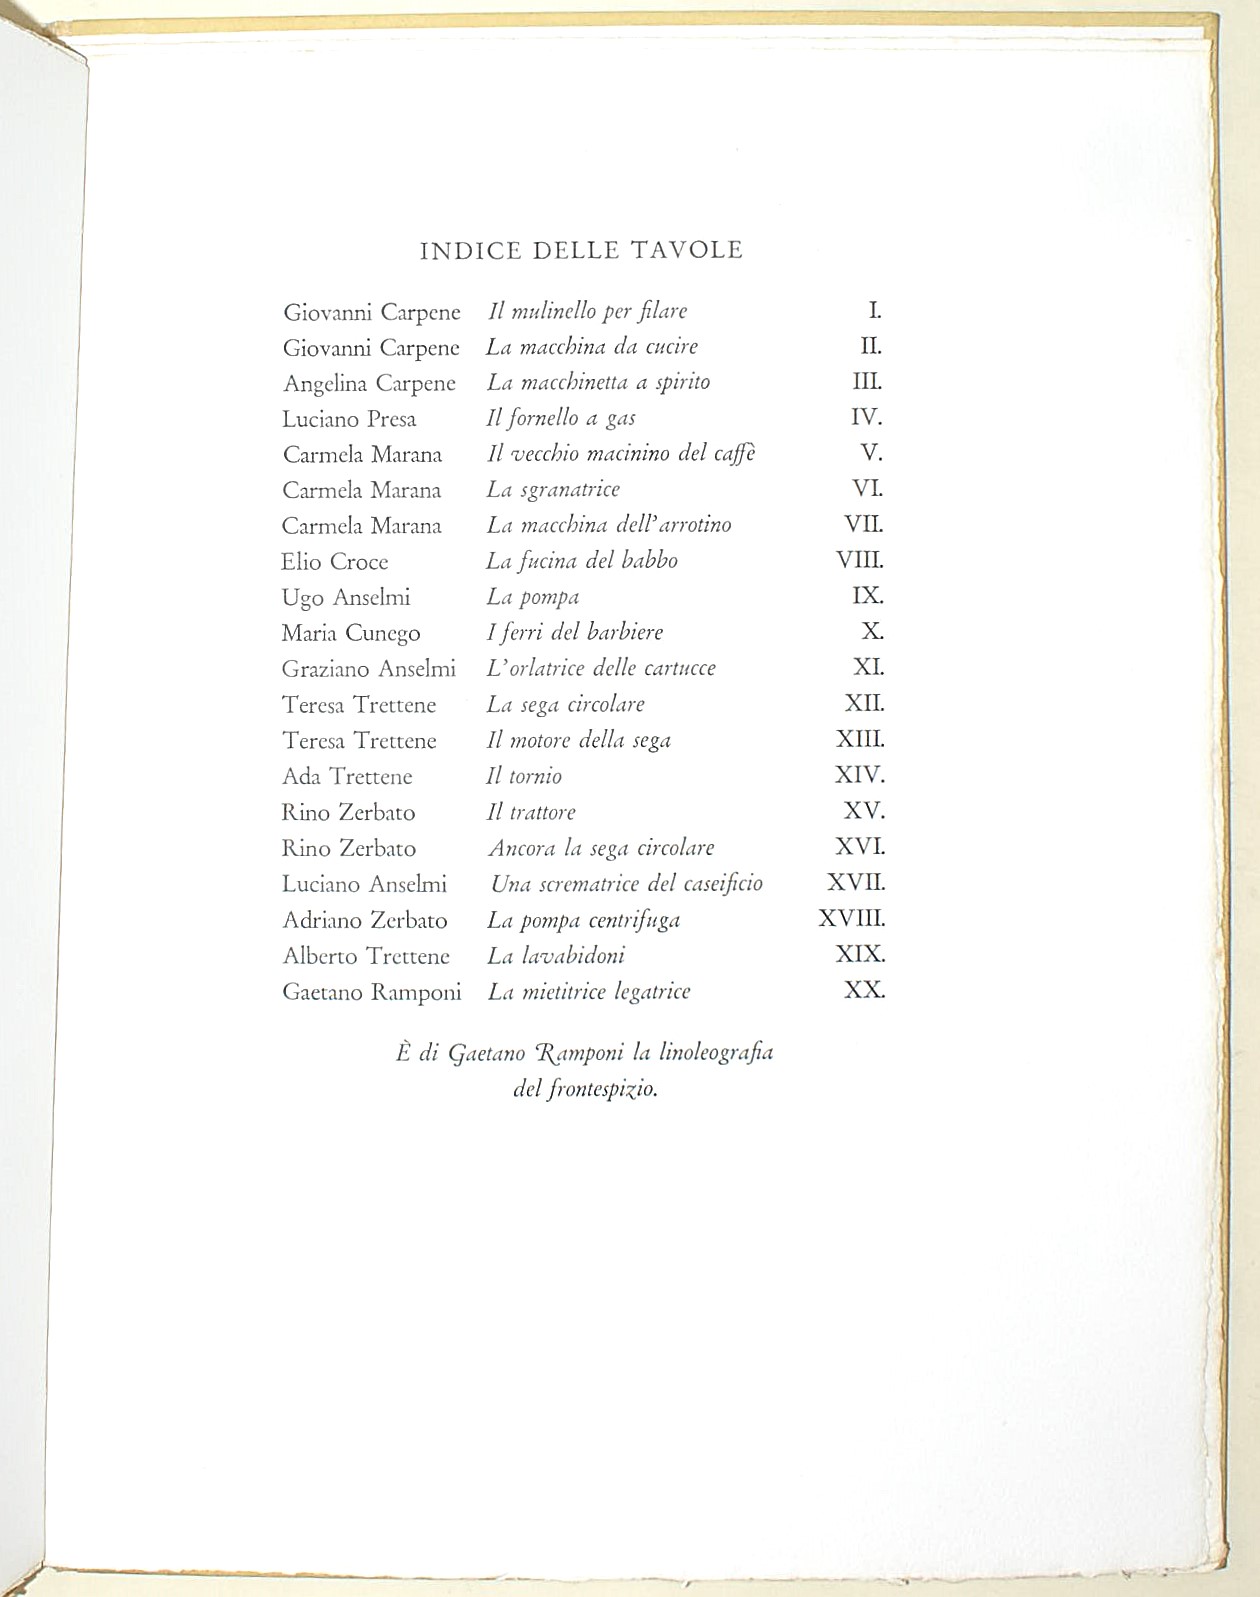 INDICE DELLE TAVOLE
Giovanni Carpene Il mulinello per filare I.
Giovanni Carpene La macchina da cucire II.
Angelina Carpene La macchinetta a spirito III.
Luciano Presa Il fornello a gas IV.
Carmela Marana Il vecchio macinino del caffè V.
Carmela Marana La sgranatrice VI.
Carmela Marana La macchina dell'arrotino VII.
Elio Croce La fucina del babbo VIII.
Ugo Anselmi La pompa IX.
Maria Cunego I ferri del barbiere X.
Graziano Anselmi L'orlatrice delle cartucce XI.
Teresa Trettene La sega circolare XII.
Teresa Trettene Il motore della sega XIII.
Ada Trettene Il tornio XIV.
Rino Zerbato Il trattore XV.
Rino Zerbato Ancora la sega circolare XVI.
Luciano Anselmi Una scrematrice del caseificio XVII.
Adriano Zerbato La pompa centrifuga XVIII.
Alberto Trettene La lavabidoni XIX.
Gaetano Ramponi La mietitrice legatrice XX.
È di Gaetano Ramponi la linoleografia
del frontespizio.